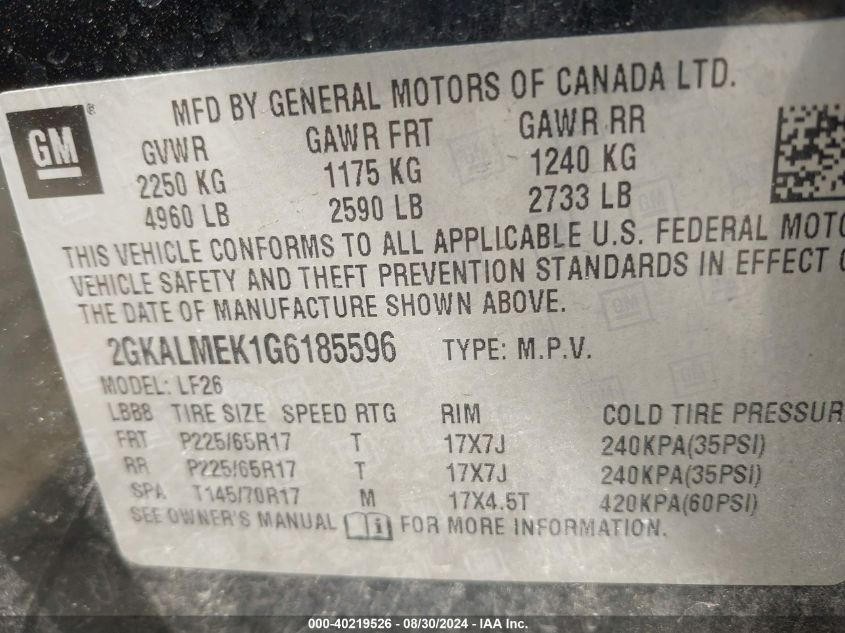 MFD BY GENERAL MOTORS OF CANADA LTD.
GM ®
GVWR GAWR FRT GAWR RR
2250 KG 1175 KG 1240 KG
4960 LB 2590 LB 2733 LB
THIS VEHICLE CONFORMS TO ALL APPLICABLE U.S. FEDERAL MOTO
VEHICLE SAFETY AND THEFT PREVENTION STANDARDS IN EFFECT O
THE DATE OF MANUFACTURE SHOWN ABOVE.
2GKALMEK1G6185596 TYPE: M.P.V.
MODEL: LF26
LBB8 TIRE SIZE SPEED RTG RIM COLD TIRE PRESSUR
FRT P225/65R17 T 17X7J 240KPA(35PSI)
RR P225/65R17 T 17X7J 240KPA(35PSI)
SPA T145/70R17 M 17X4.5T 420KPA(60PSI)
SEE OWNER'S MANUAL FOR MORE INFORMATION.
000-40219526 - 08/30/2024 - IAA Inc.